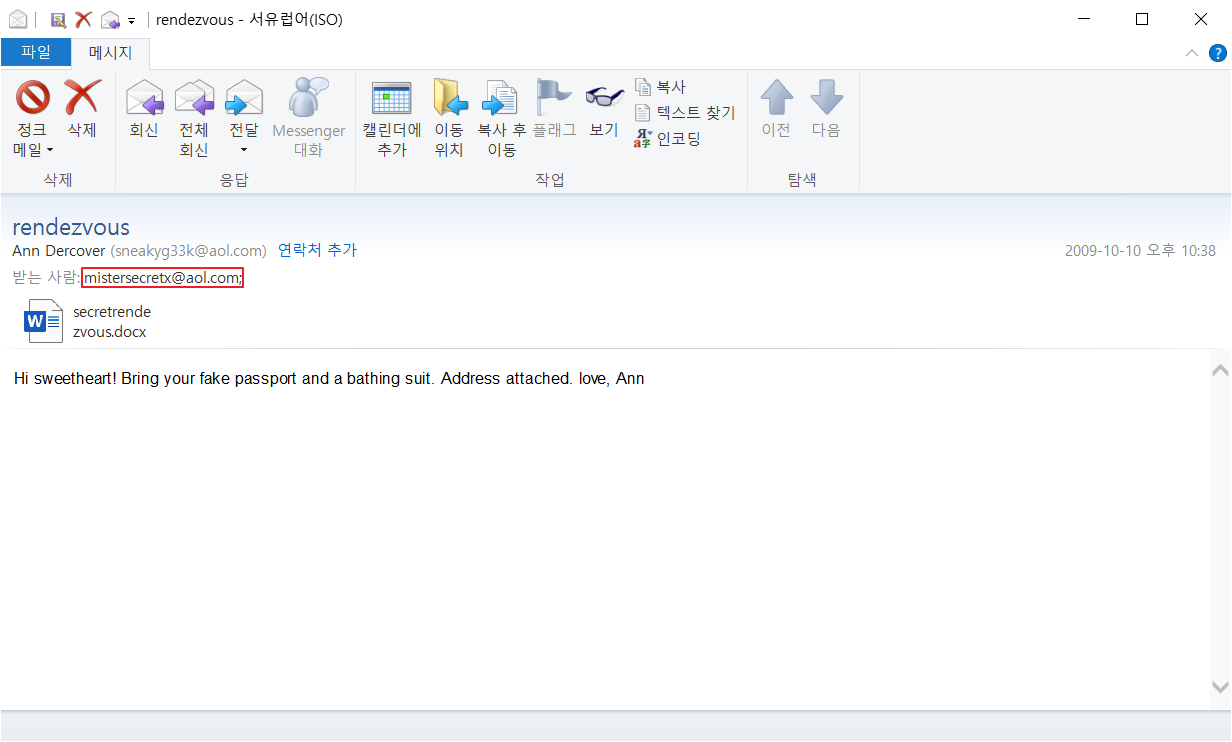 rendezvous - 서유럽어(ISO)
파일 메시지
정크 메일
삭제
회신
전체 회신
전달
Messenger 대화
캘린더에 추가
이동 위치
복사 후 이동
플래그
보기
복사
텍스트 찾기
인코딩
이전
다음
삭제 응답 작업 탐색
rendezvous
Ann Dercover (sneakyg33k@aol.com) 연락처 추가 2009-10-10 오후 10:38
받는 사람: mistersecretx@aol.com;
secretrende
zvous.docx
Hi sweetheart! Bring your fake passport and a bathing suit. Address attached. love, Ann